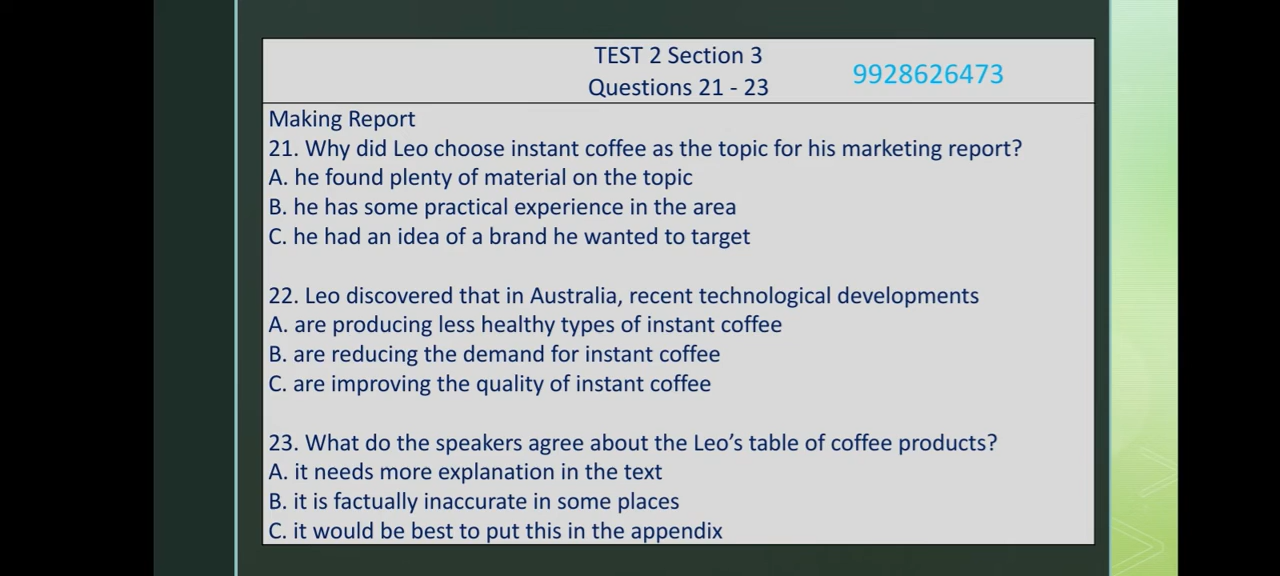 TEST 2 Section 3
Questions 21 - 23
9928626473
Making Report
21. Why did Leo choose instant coffee as the topic for his marketing report?
A. he found plenty of material on the topic
B. he has some practical experience in the area
C. he had an idea of a brand he wanted to target
22. Leo discovered that in Australia, recent technological developments
A. are producing less healthy types of instant coffee
B. are reducing the demand for instant coffee
C. are improving the quality of instant coffee
23. What do the speakers agree about the Leo’s table of coffee products?
A. it needs more explanation in the text
B. it is factually inaccurate in some places
C. it would be best to put this in the appendix